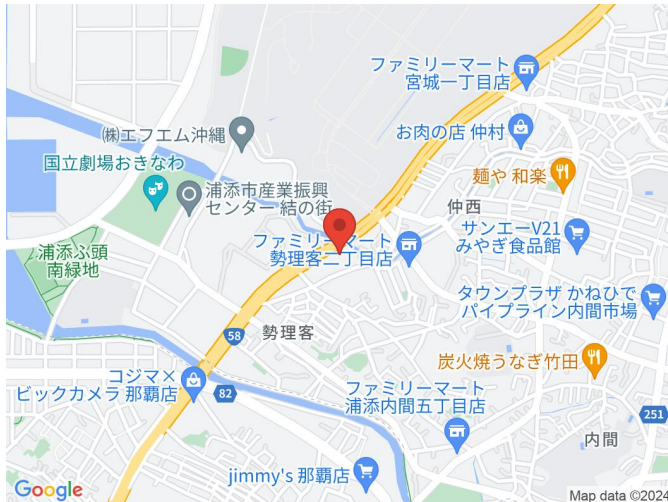 ファミリーマート
宮城一丁目店
お肉の店 仲村
㈱エフエム沖縄
国立劇場おきなわ
麺や 和楽
浦添市産業振興
センター 結の街
仲西
サンエーV21
みやぎ食品館
ファミリーマート
勢理客二丁目店
浦添ふ頭
南緑地
タウンプラザ かねひで
パイプライン内間市場
58
勢理客
炭火焼うなぎ竹田
コジマ×
ビックカメラ 那覇店
82
ファミリーマート
浦添内間五丁目店
251
内間
jimmy's 那覇店
Google
Map data ©2024